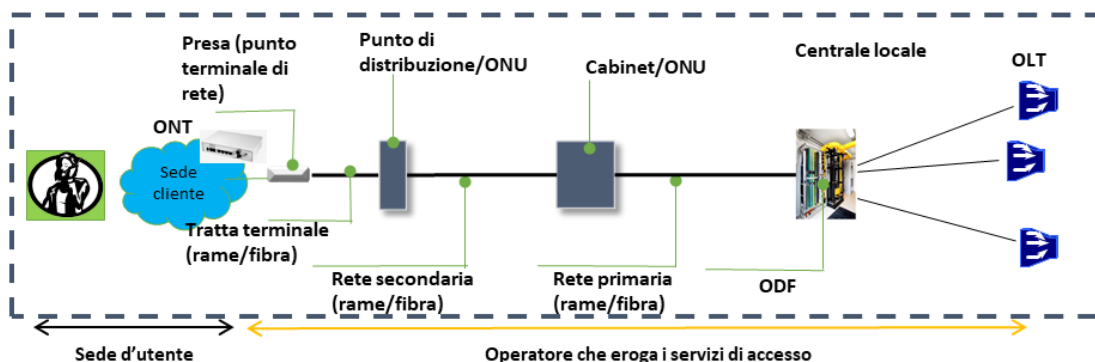 Presa (punto
terminale di
rete)
Punto di
distribuzione/ONU
Cabinet/ONU
Centrale locale
OLT
ONT
Sede
cliente
Tratta terminale
(rame/fibra)
Rete secondaria
(rame/fibra)
Rete primaria
(rame/fibra)
ODF
Sede d'utente
Operatore che eroga i servizi di accesso